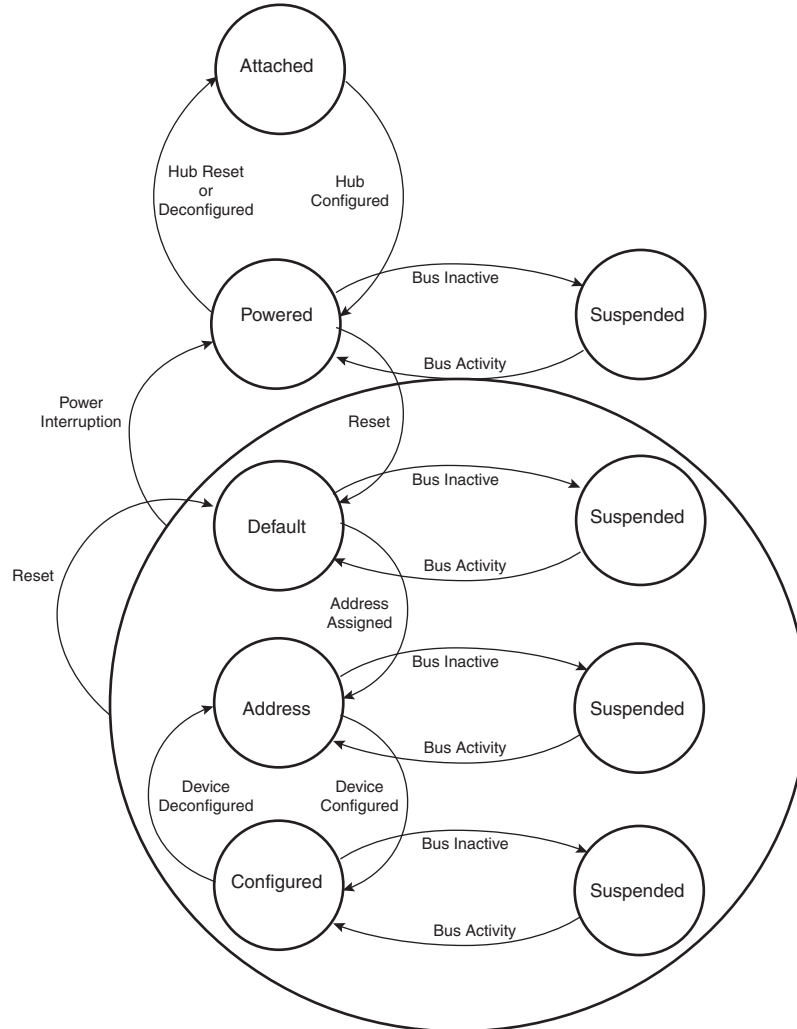 Attached
Hub Reset
or
Deconfigured
Hub
Configured
Bus Inactive
Powered
Suspended
Bus Activity
Power
Interruption
Reset
Bus Inactive
Default
Suspended
Bus Activity
Reset
Address
Assigned
Bus Inactive
Address
Suspended
Bus Activity
Device
Deconfigured
Device
Configured
Bus Inactive
Configured
Suspended
Bus Activity